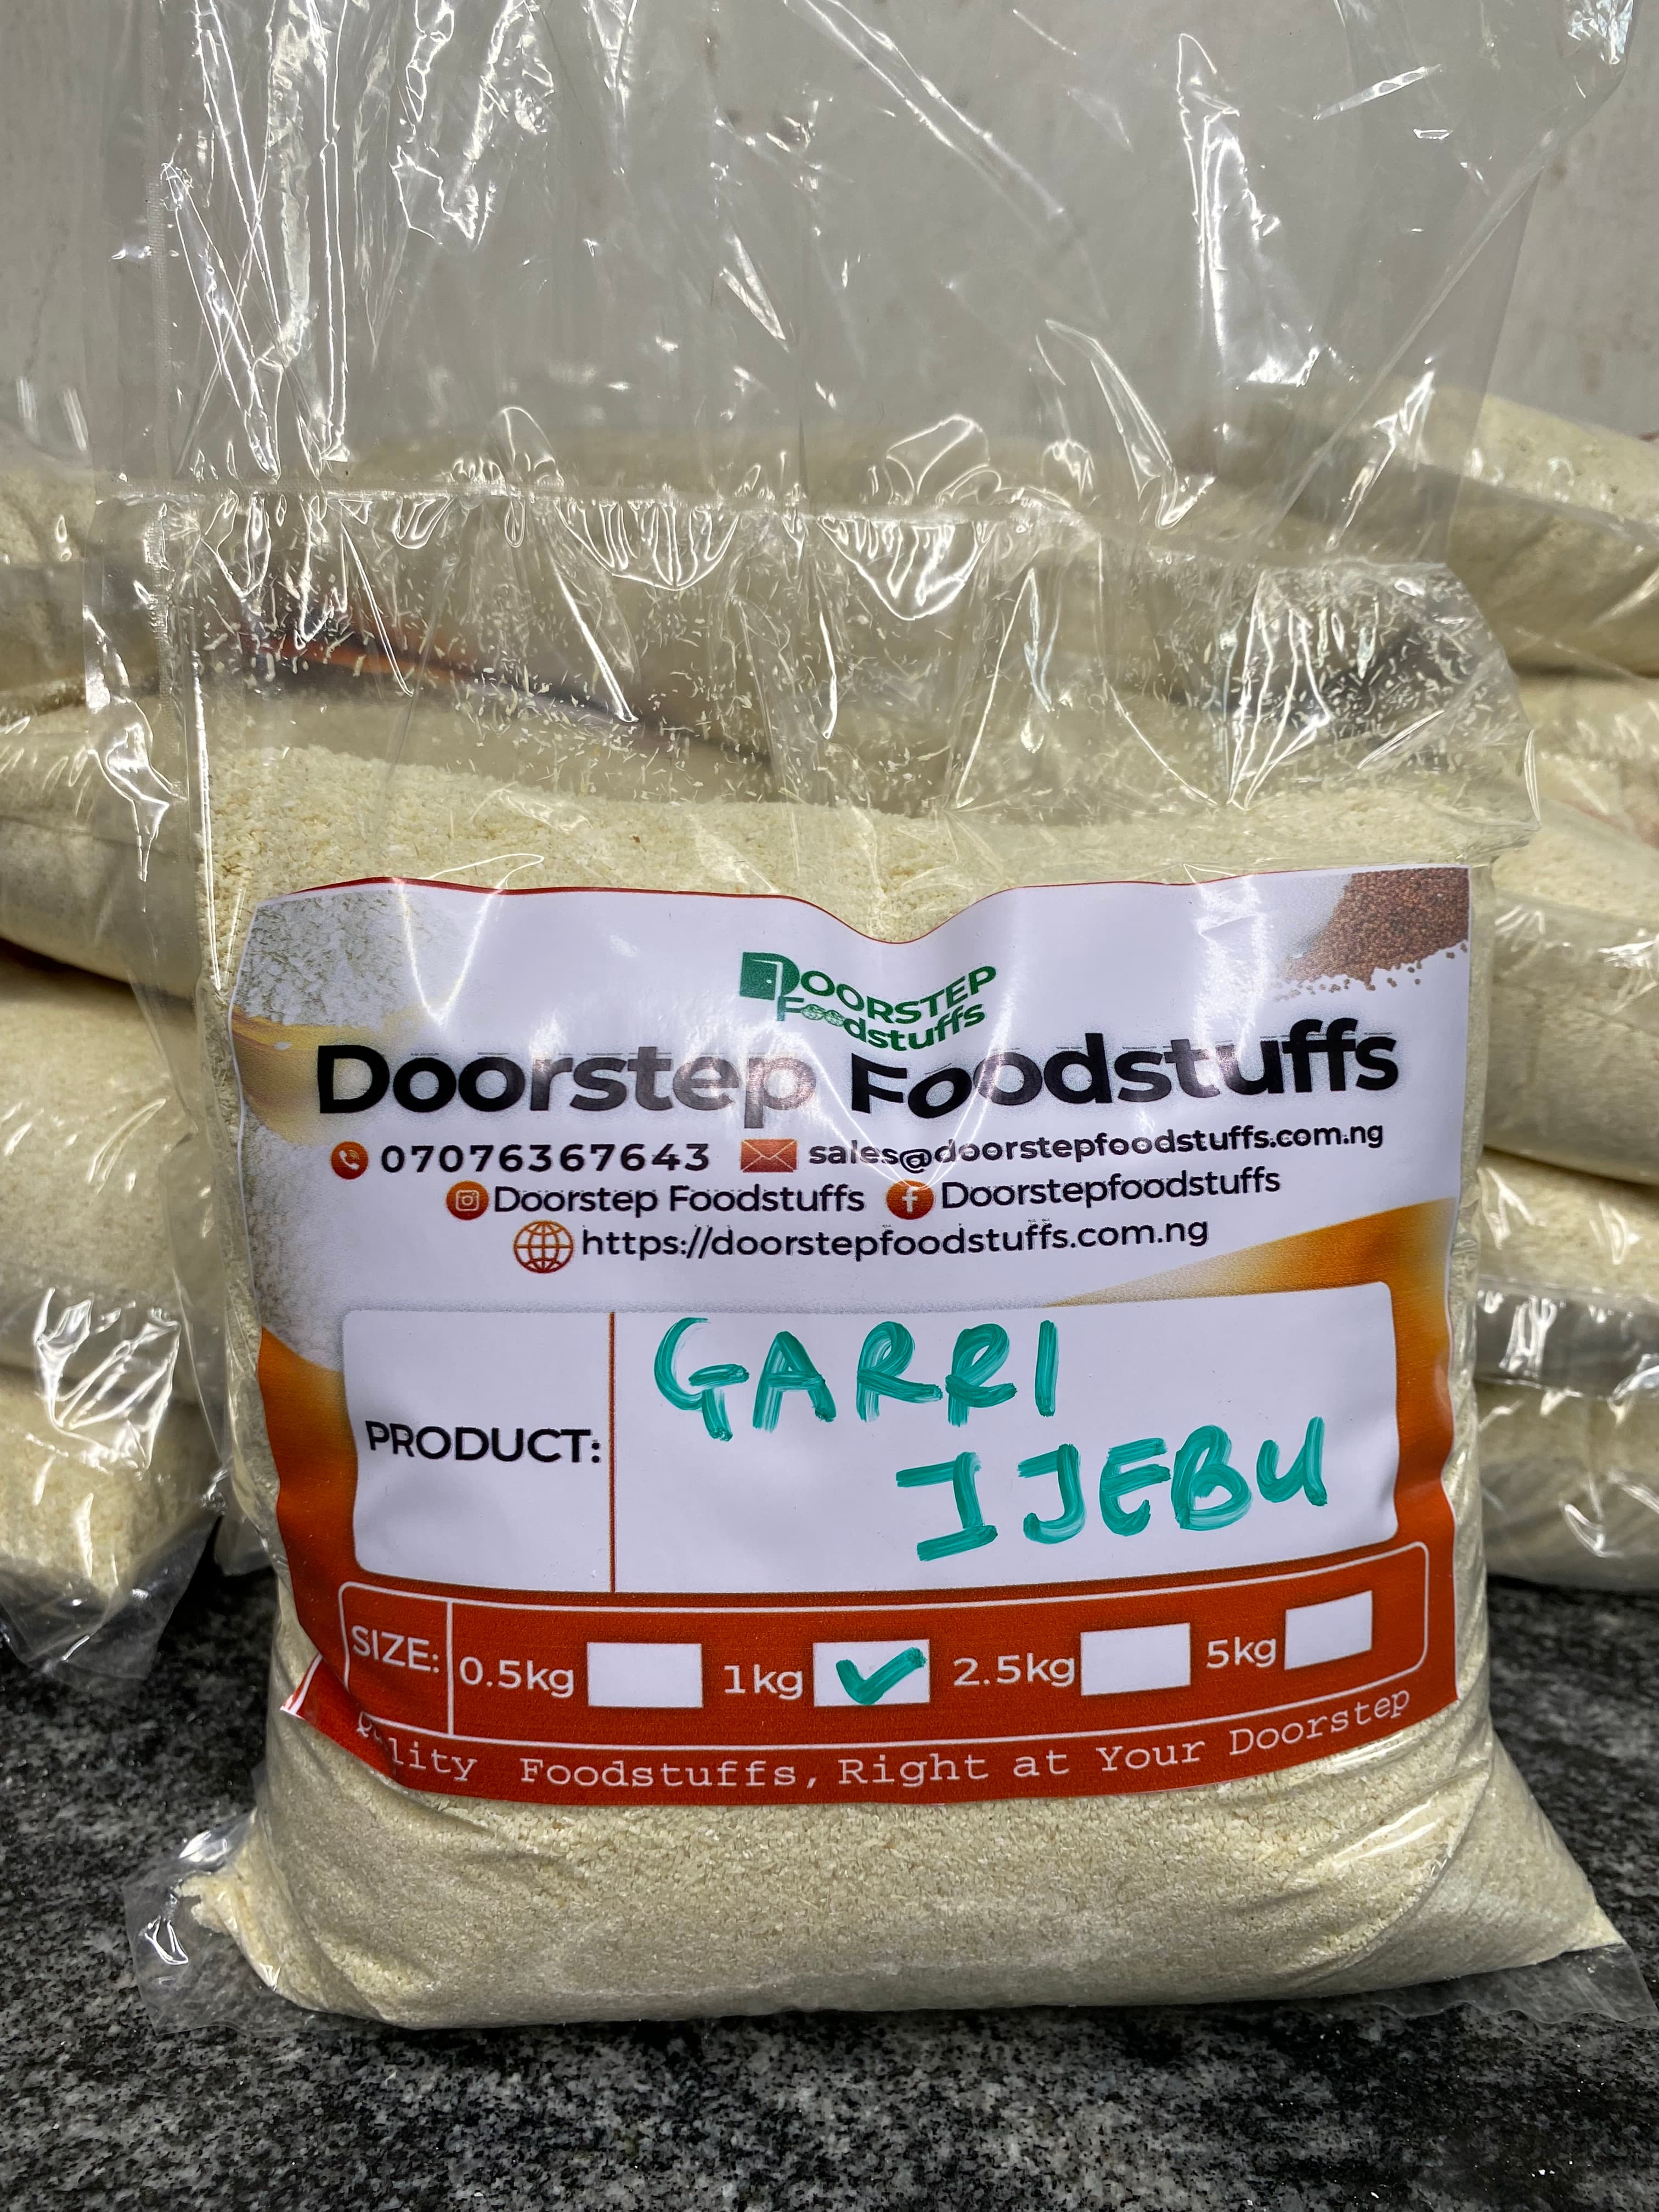 DOORSTEP
Foodstuffs
Doorstep Foodstuffs
07076367643 sales@doorstepfoodstuffs.com.ng
Doorstep Foodstuffs Doorstepfoodstuffs
https://doorstepfoodstuffs.com.ng
PRODUCT: GARRI
IJEBU
SIZE: 0.5kg 1kg ✓ 2.5kg 5kg
Foodstuffs, Right at Your Doorstep